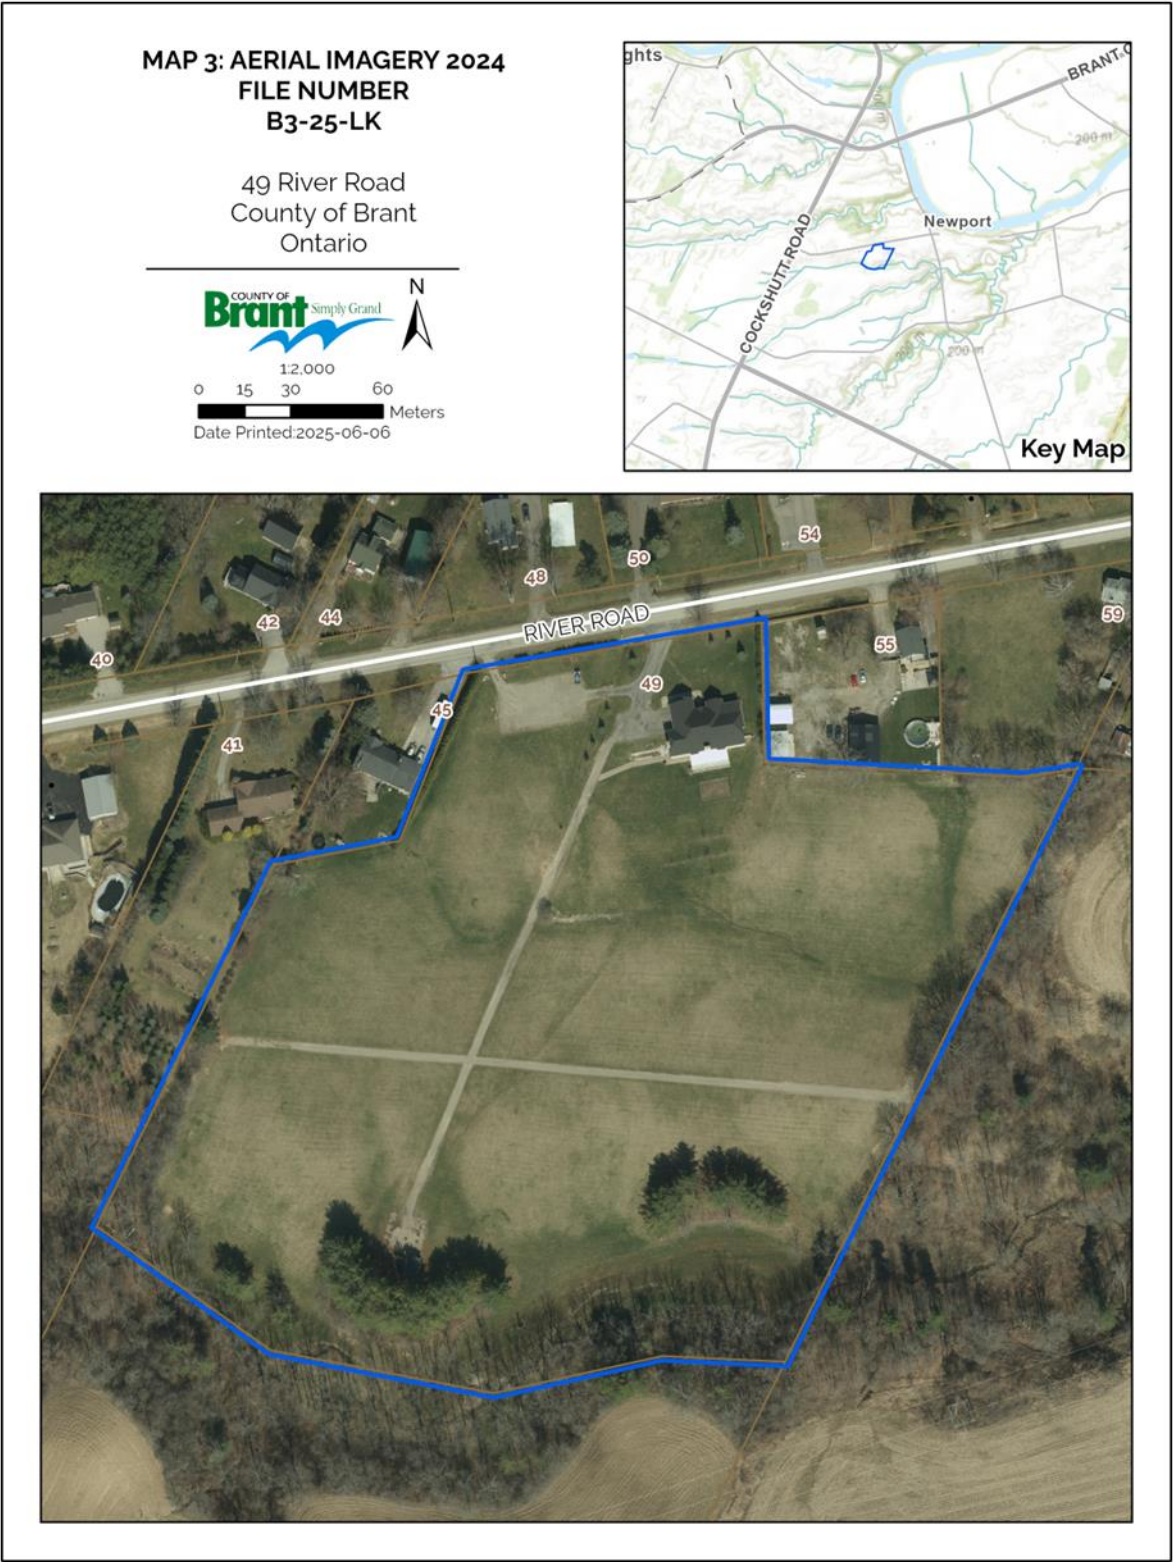 MAP 3: AERIAL IMAGERY 2024
FILE NUMBER
B3-25-LK
49 River Road
County of Brant
Ontario
COUNTY OF
Brant Simply Grand
N
1:2,000
0 15 30 60
Meters
Date Printed:2025-06-06
ghts
BRANT C
200 m
200 m
Newport
COCKSHUTT ROAD
200 m
200 m
Key Map
54
50
48
44
42
40
RIVER ROAD
59
55
49
45
41